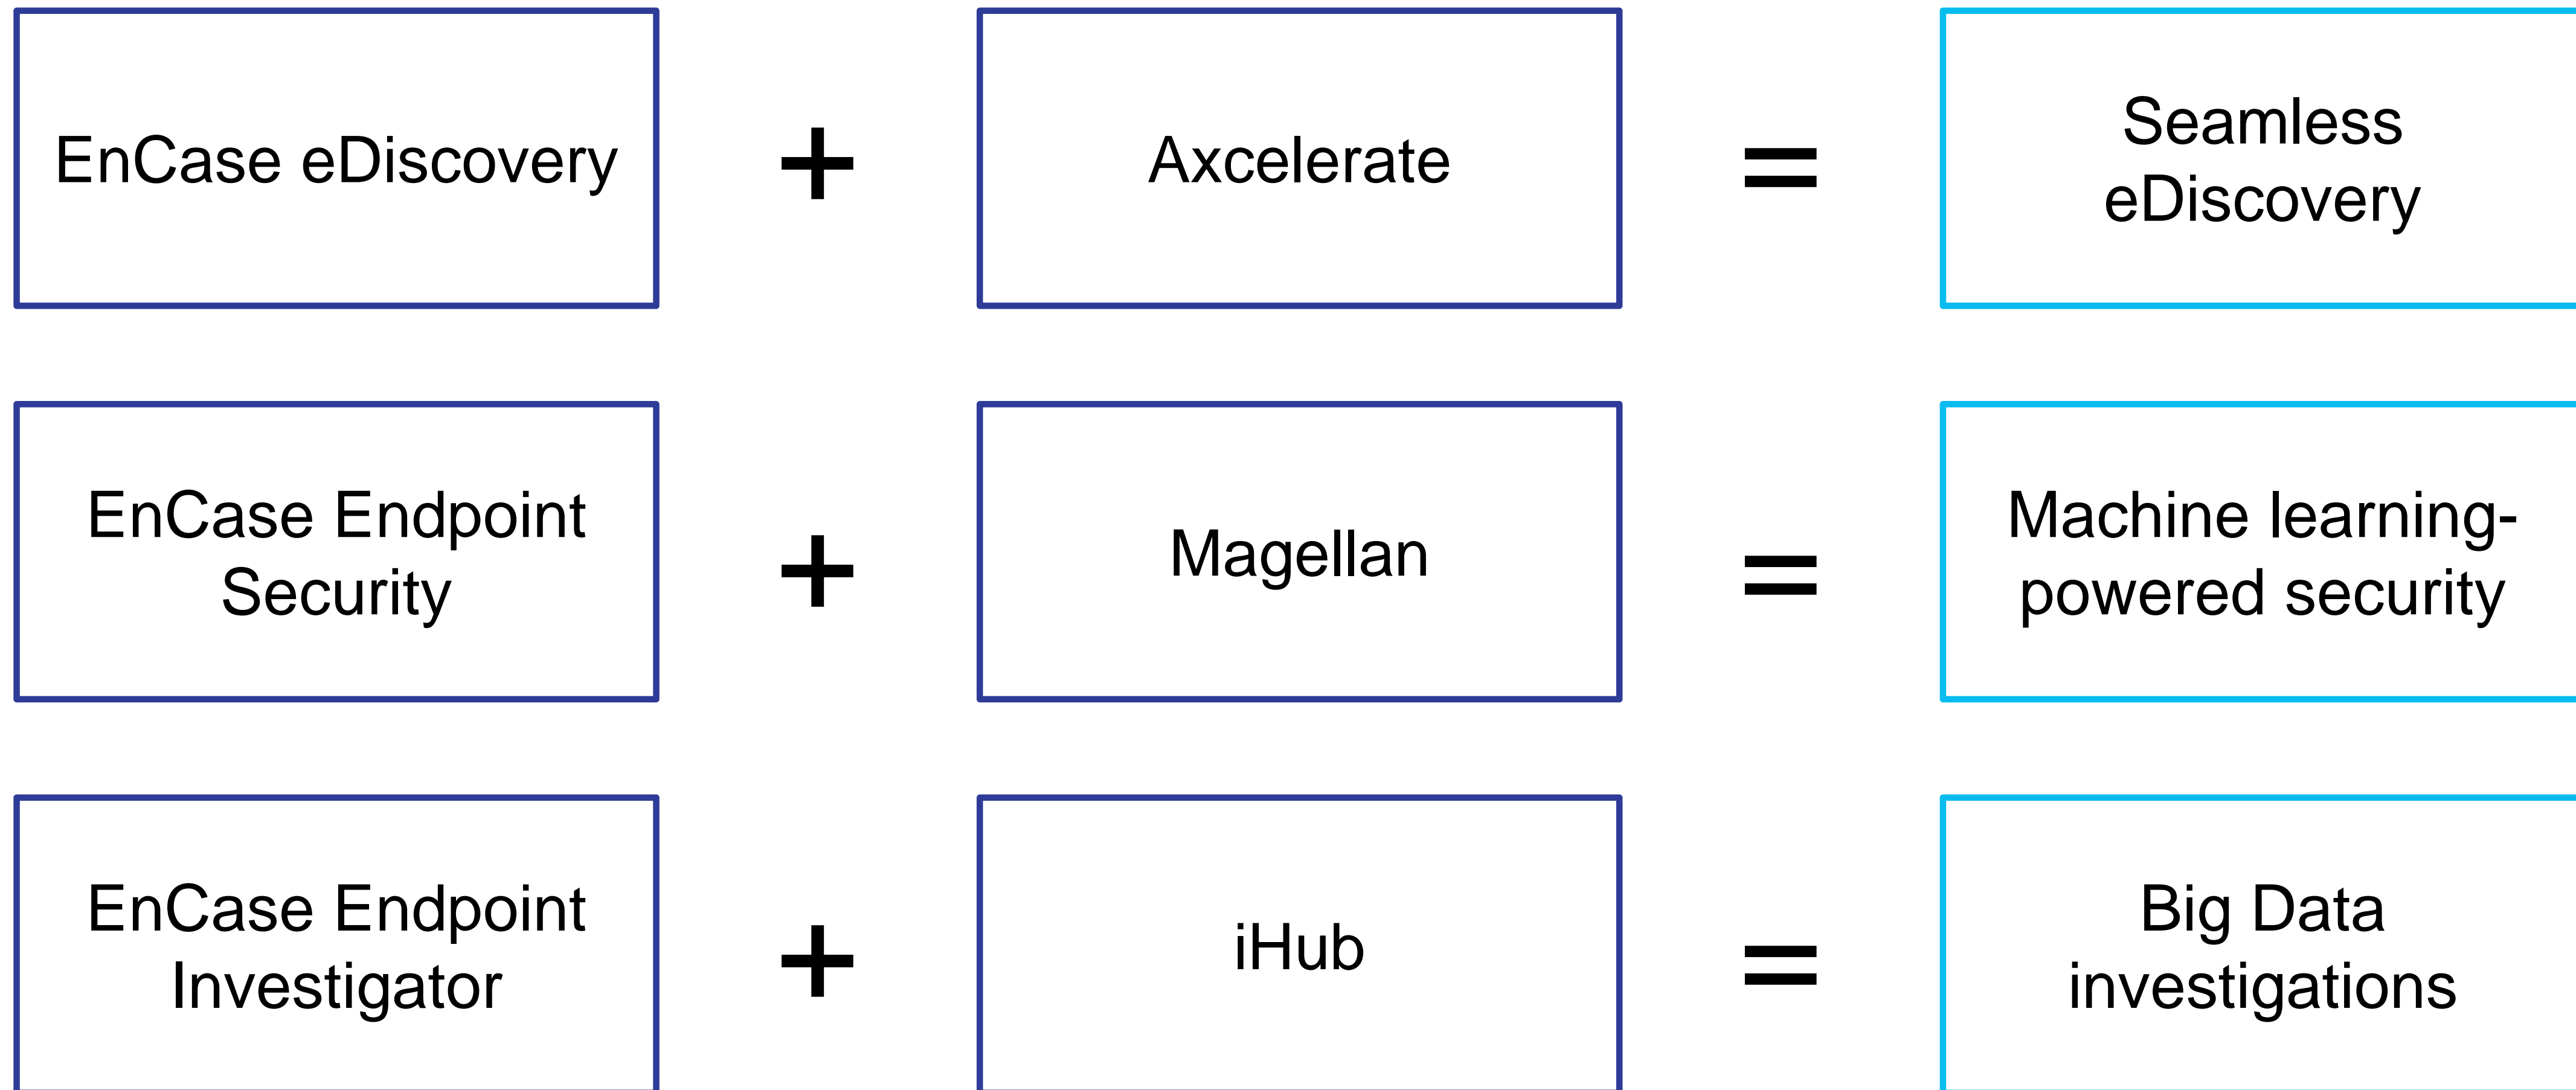 EnCase eDiscovery + Axcelerate = Seamless
eDiscovery
EnCase Endpoint
Security
+
Magellan
=
Machine learning-
powered security
EnCase Endpoint
Investigator
+
iHub
=
Big Data
investigations